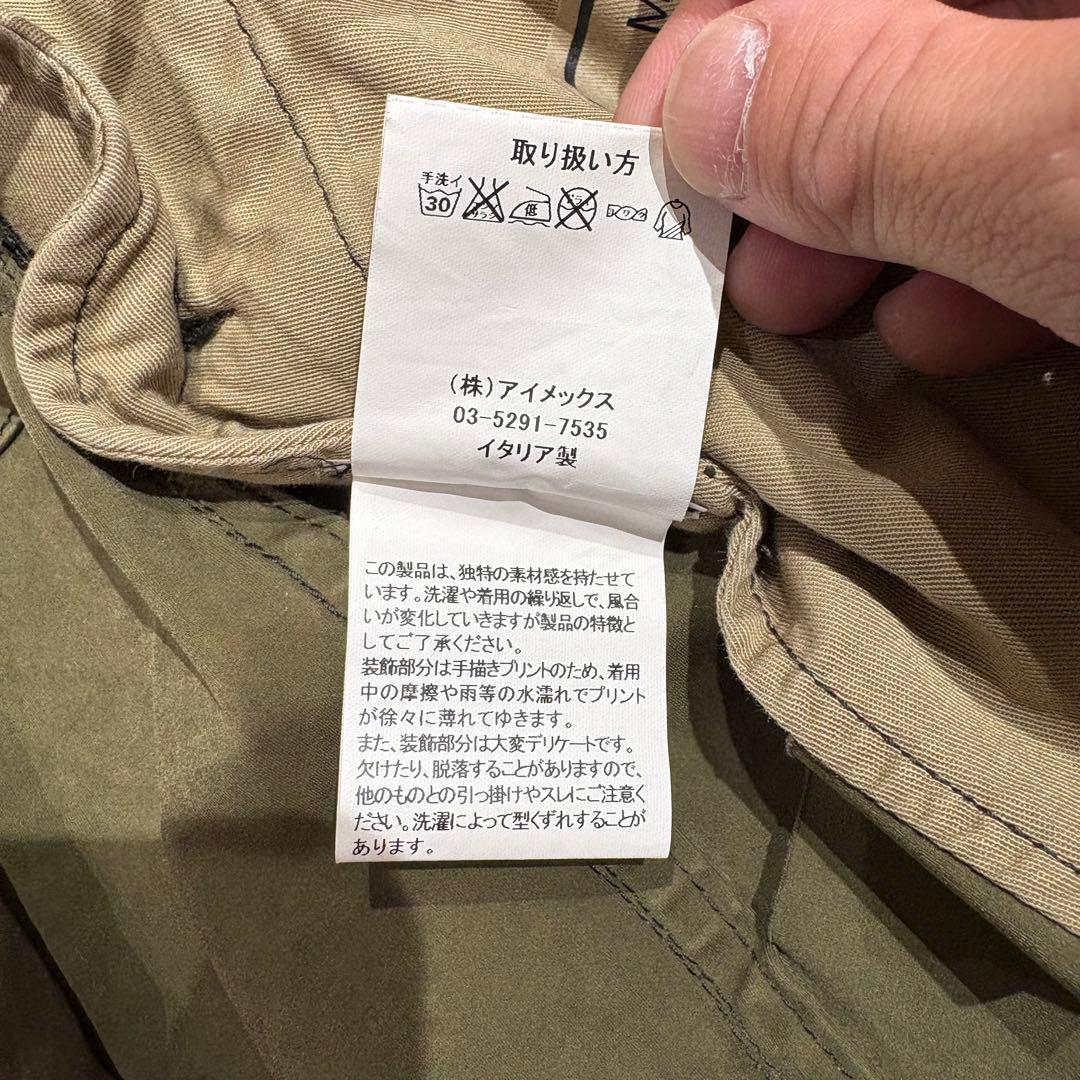 M
取り扱い方
手洗イ
30
低
(株)アイメックス
03-5291-7535
イタリア製
この製品は、独特の素材感を持たせて
います。洗濯や着用の繰り返しで、風合
いが変化していきますが製品の特徴と
してご了承ください。
装飾部分は手描きプリントのため、着用
中の摩擦や雨等の水濡れでプリント
が徐々に薄れてゆきます。
また、装飾部分は大変デリケートです。
欠けたり、脱落することがありますので、
他のものとの引っ掛けやスレにご注意く
ださい。洗濯によって型くずれすることが
あります。